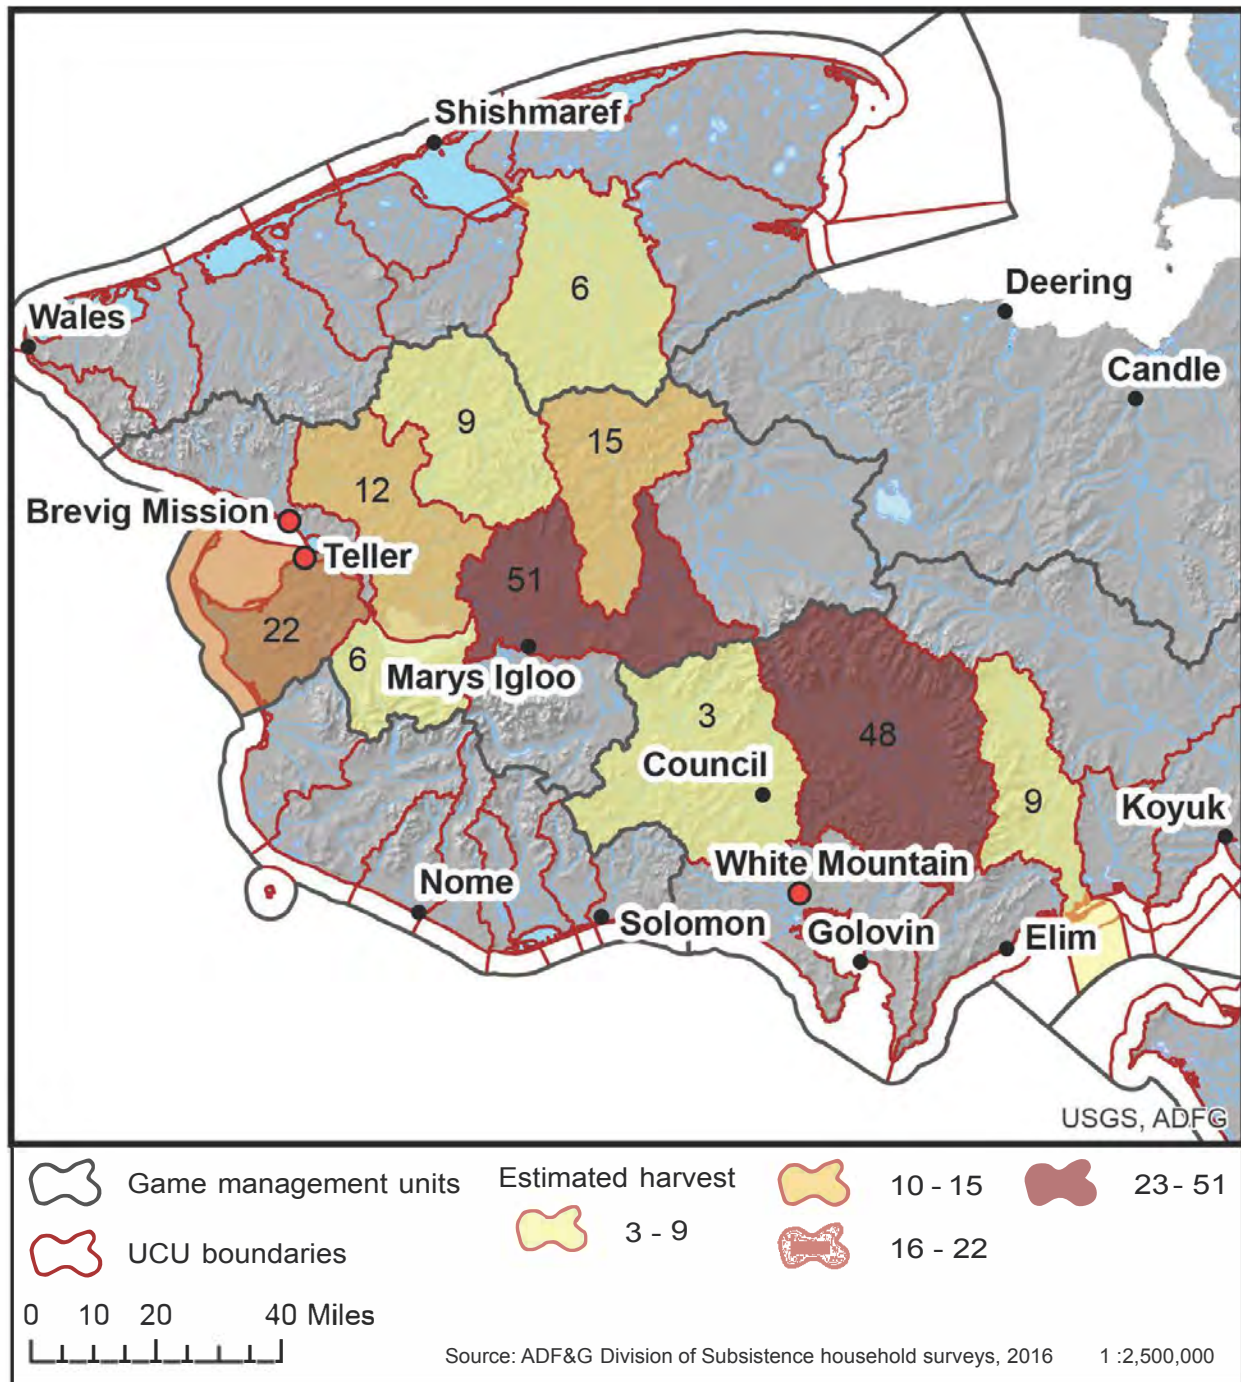 Shishmaref
6
Deering
Wales
Candle
9
15
12
Brevig Mission
Teller
51
22
6
Marys Igloo
3
48
Council
9
Koyuk
White Mountain
Nome
Solomon
Golovin
Elim
USGS, ADFG
Game management units
UCU boundaries
Estimated harvest
3 - 9
10 - 15
16 - 22
23- 51
0 10 20 40 Miles
Source: ADF&G Division of Subsistence household surveys, 2016 1 :2,500,000